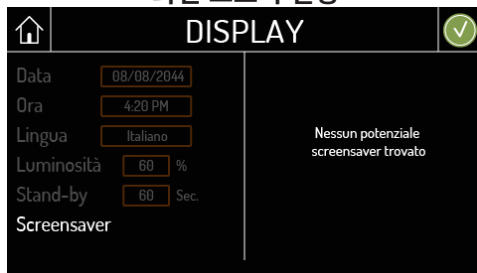 DISPLAY
Data 08/08/2044
Ora 4:20 PM
Lingua Italiano
Luminosità 60 %
Stand-by 60 Sec.
Screensaver
Nessun potenziale
screensaver trovato